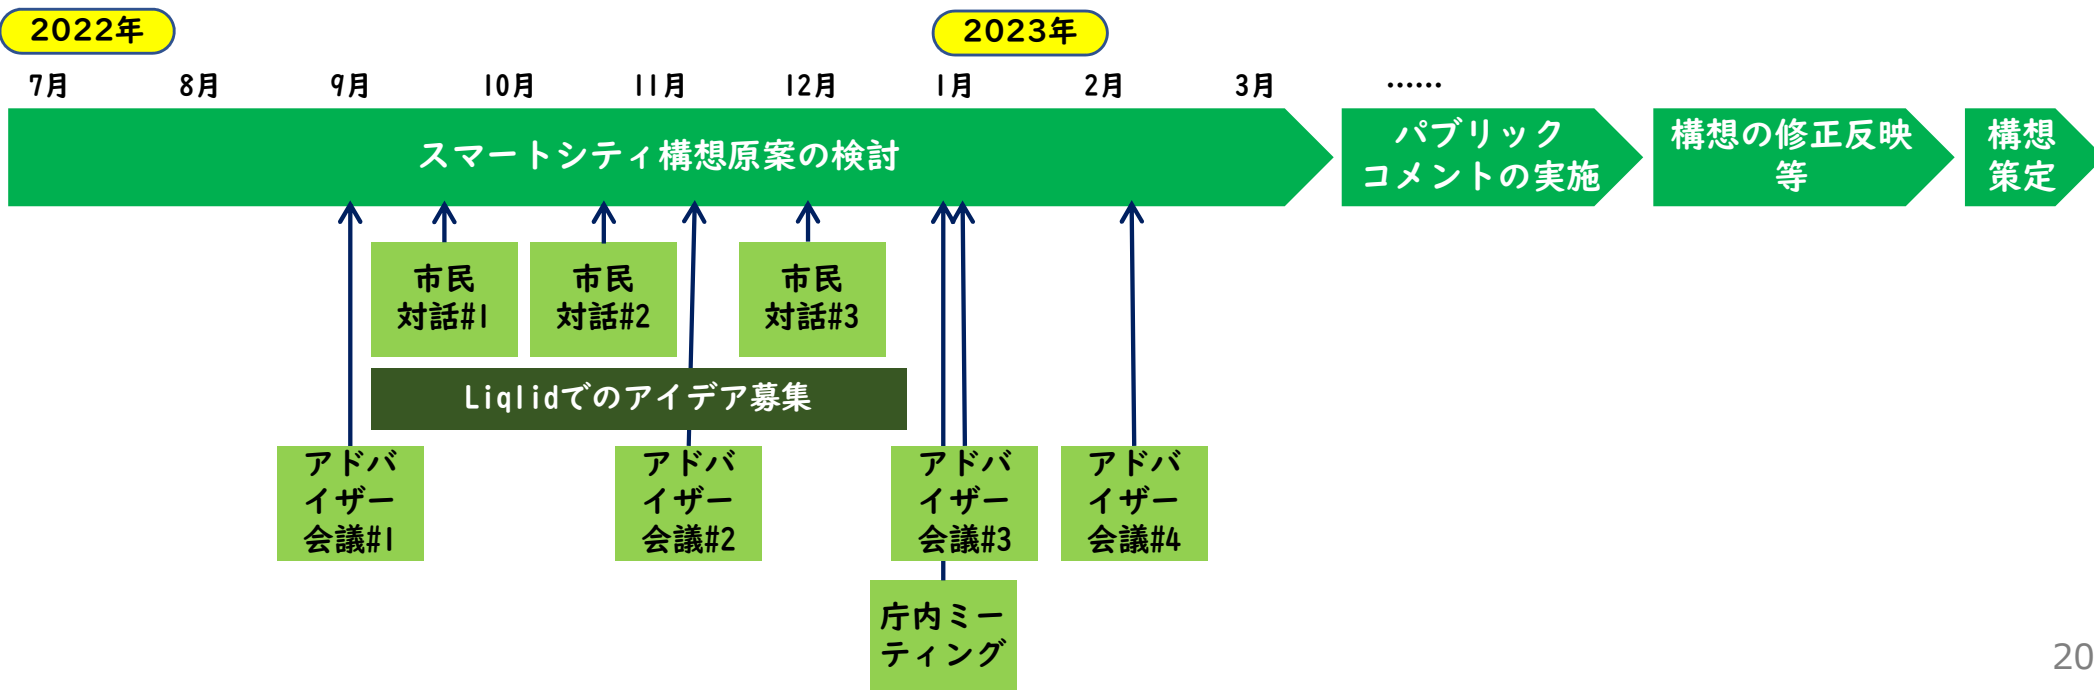 2022年
2023年
7月
8月
9月
10月
11月
12月
1月
2月
3月
……
スマートシティ構想原案の検討
パブリック
コメントの実施
構想の修正反映
等
構想
策定
市民
対話#1
市民
対話#2
市民
対話#3
Liqlidでのアイデア募集
アドバ
イザー
会議#1
アドバ
イザー
会議#2
アドバ
イザー
会議#3
アドバ
イザー
会議#4
庁内ミー
ティング
20